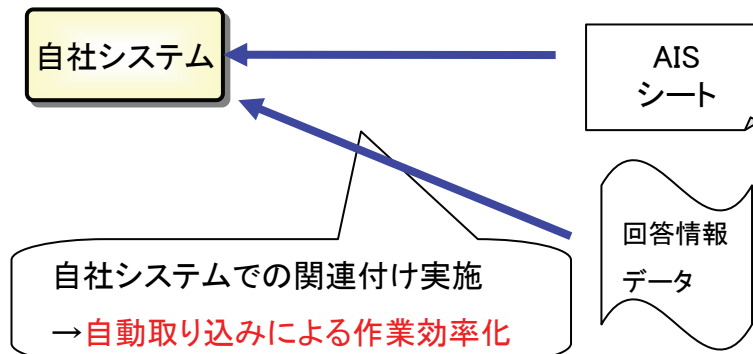 自社システム
AIS
シート
回答情報
データ
自社システムでの関連付け実施
→自動取り込みによる作業効率化